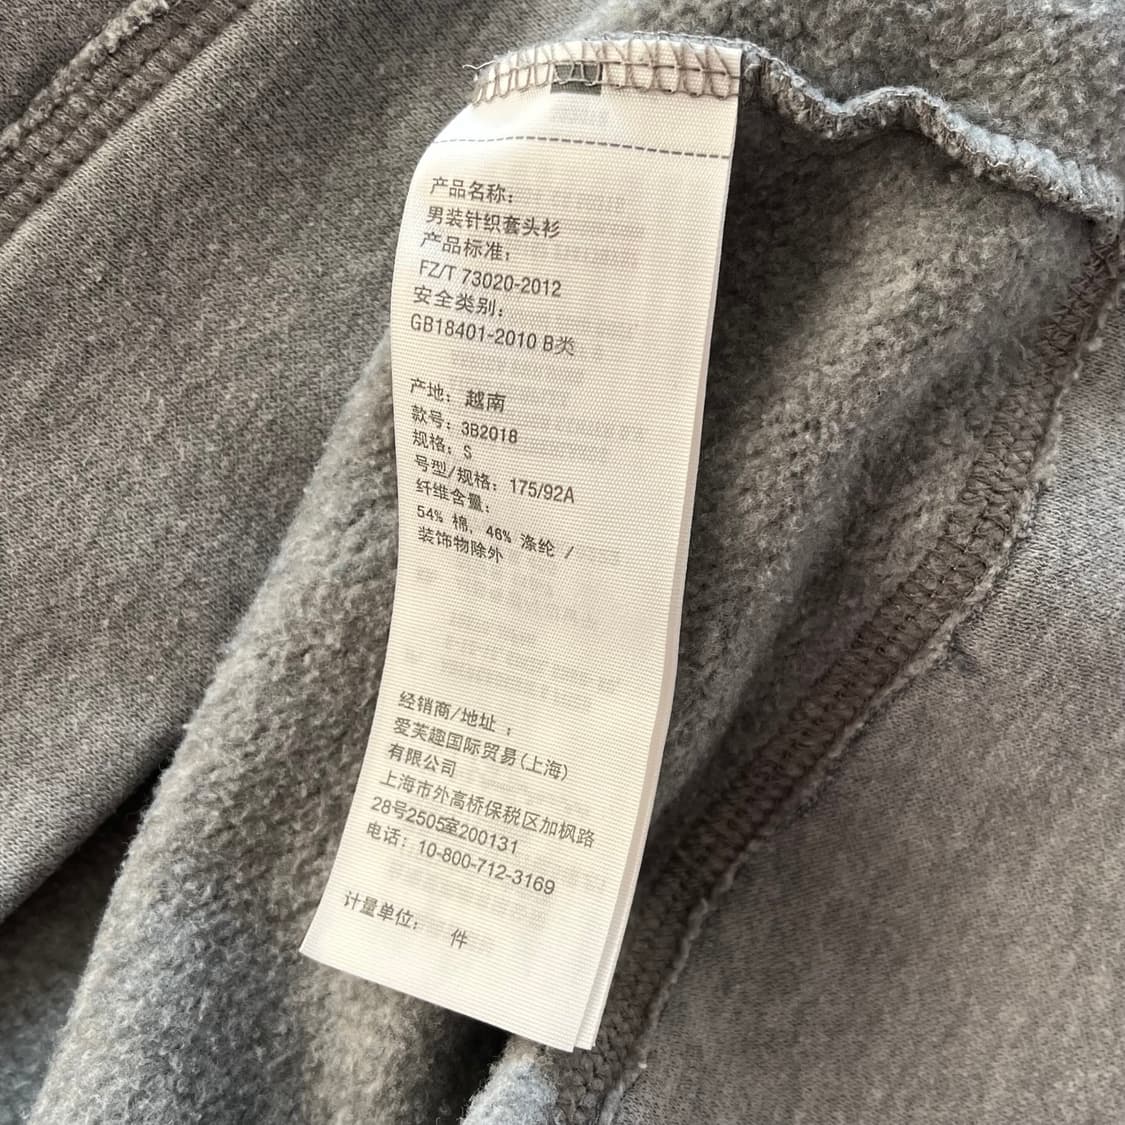 产品名称：
男装针织套头衫
产品标准：
FZ/T 73020-2012
安全类别：
GB18401-2010 B类
产地：越南
款号：3B2018
规格：S
号型/规格：175/92A
纤维含量：
54% 棉，46% 涤纶 /
装饰物除外
经销商/地址：
爱芙趣国际贸易(上海)
有限公司
上海市外高桥保税区加枫路
28号2505室200131
电话：10-800-712-3169
计量单位： 件